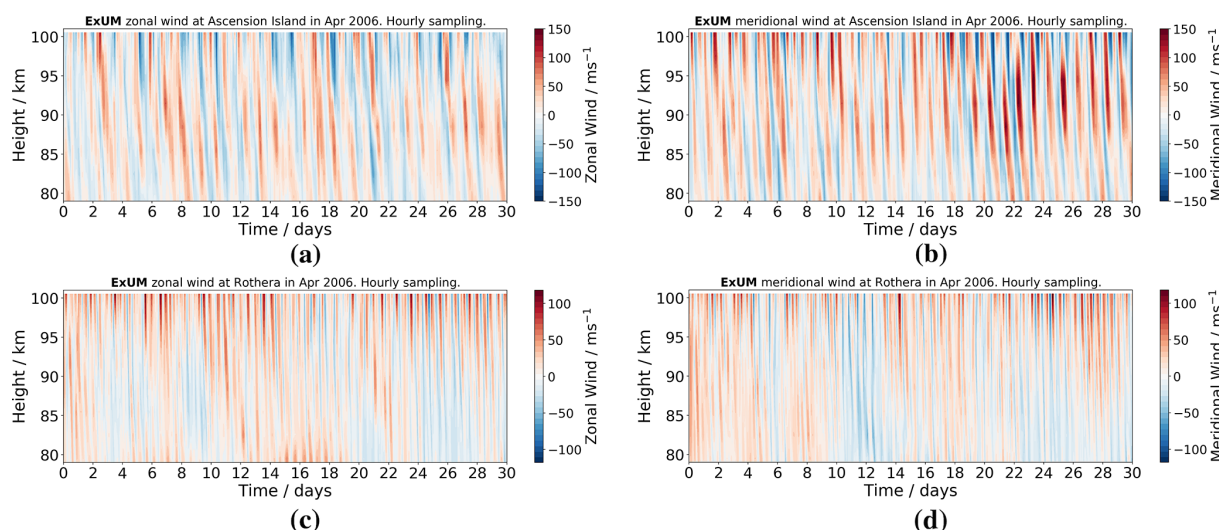 ExUM zonal wind at Ascension Island in Apr 2006. Hourly sampling.
100
95
90
85
80
Height / km
0 2 4 6 8 10 12 14 16 18 20 22 24 26 28 30
Time / days
150
100
50
0
−50
−100
−150
Zonal Wind / ms⁻¹
(a)
ExUM meridional wind at Ascension Island in Apr 2006. Hourly sampling.
100
95
90
85
80
Height / km
0 2 4 6 8 10 12 14 16 18 20 22 24 26 28 30
Time / days
150
100
50
0
−50
−100
−150
Meridional Wind / ms⁻¹
(b)
ExUM zonal wind at Rothera in Apr 2006. Hourly sampling.
100
95
90
85
80
Height / km
0 2 4 6 8 10 12 14 16 18 20 22 24 26 28 30
Time / days
100
50
0
−50
−100
Zonal Wind / ms⁻¹
(c)
ExUM meridional wind at Rothera in Apr 2006. Hourly sampling.
100
95
90
85
80
Height / km
0 2 4 6 8 10 12 14 16 18 20 22 24 26 28 30
Time / days
100
50
0
−50
−100
Meridional Wind / ms⁻¹
(d)